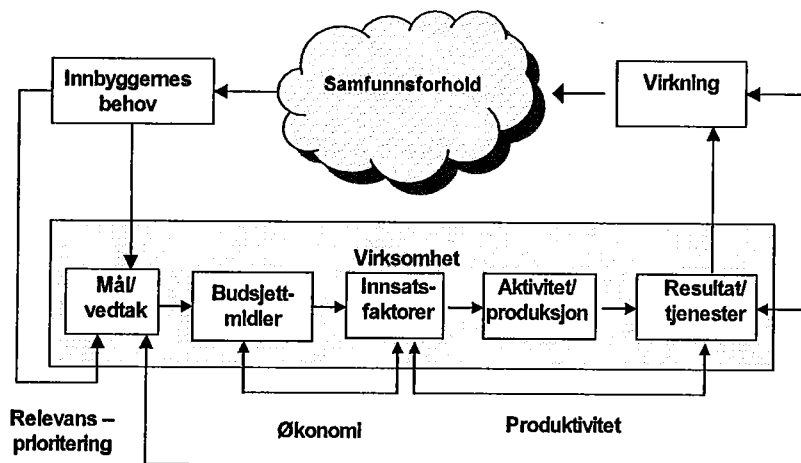 Innbyggernes
behov
Samfunnsforhold
Virkning
Virksomhet
Mål/
vedtak
Budsjett-
midler
Innsats-
faktorer
Aktivitet/
produksjon
Resultat/
tjenester
Relevans –
prioritering
Økonomi
Produktivitet